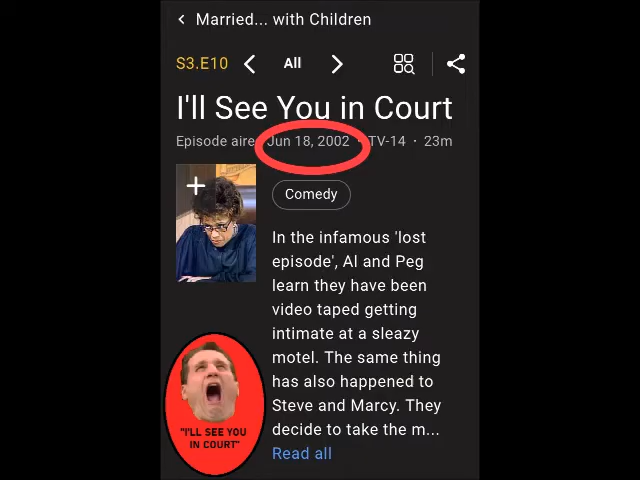 Married... with Children
S3.E10 All
I'll See You in Court
Episode aire Jun 18, 2002 · TV-14 · 23m
Comedy
In the infamous 'lost
episode', Al and Peg
learn they have been
video taped getting
intimate at a sleazy
motel. The same thing
has also happened to
Steve and Marcy. They
decide to take the m...
Read all
"I'LL SEE YOU
IN COURT"